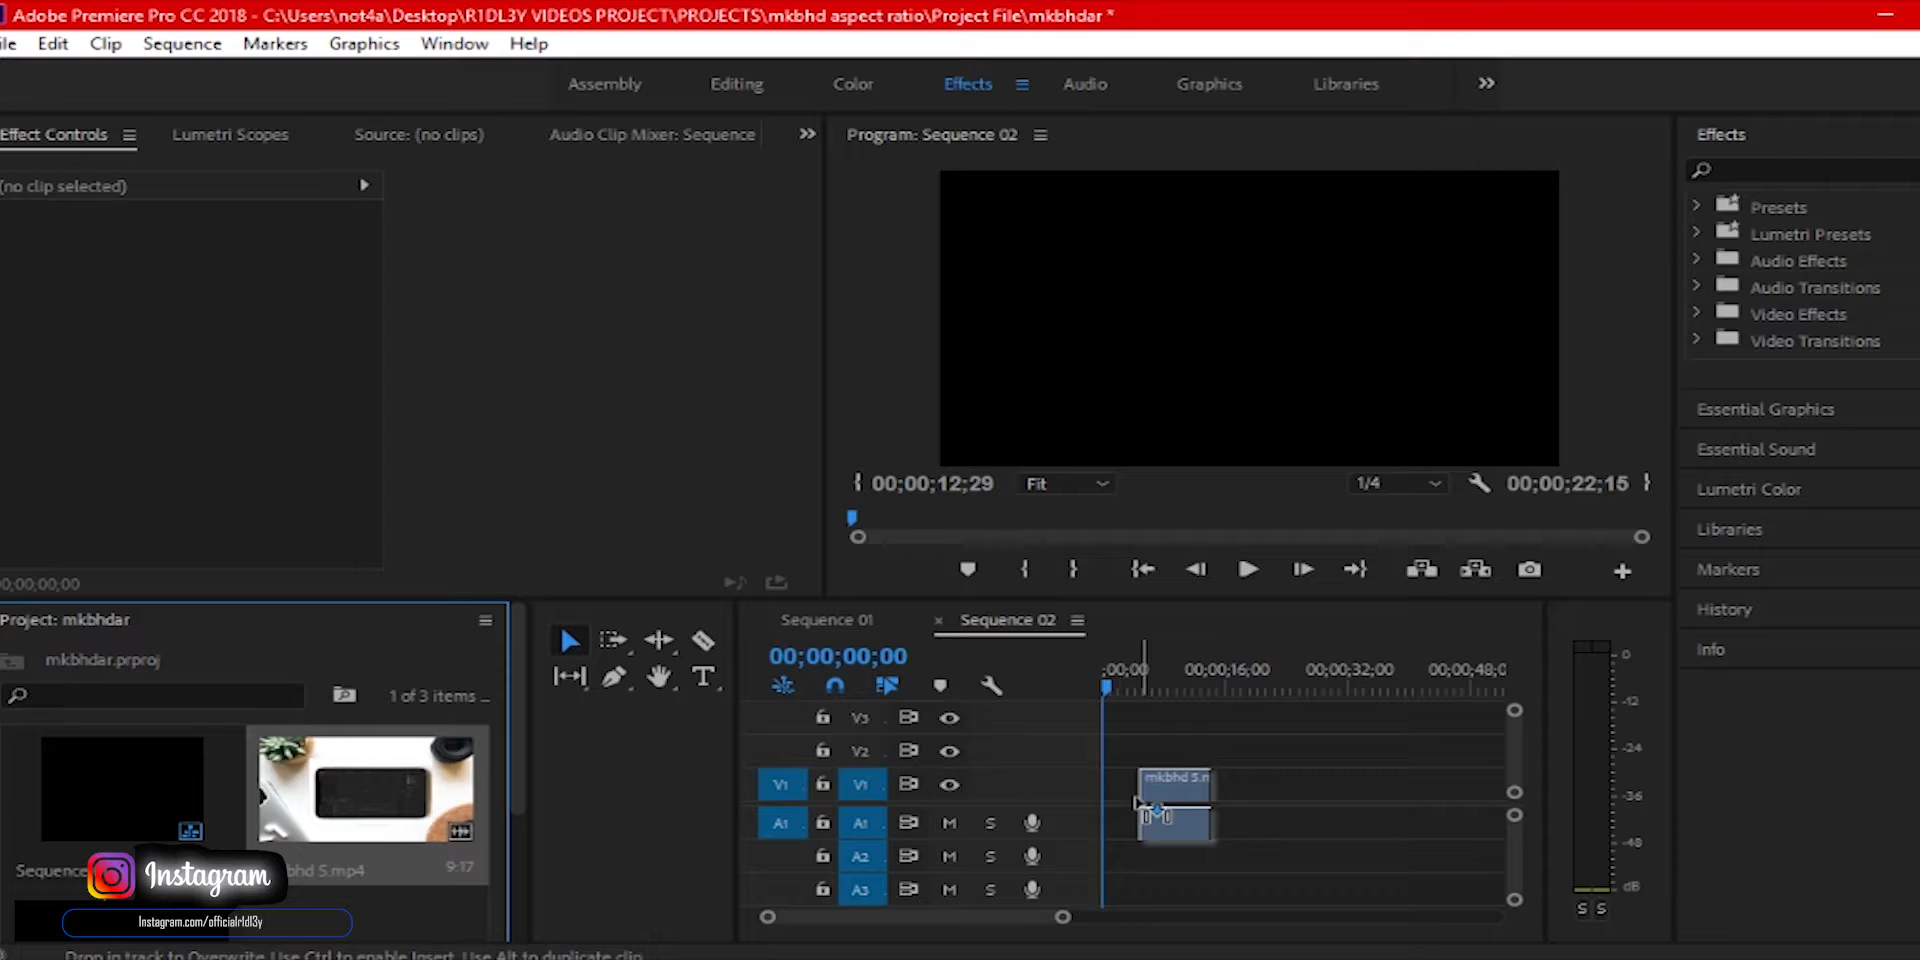 Adobe Premiere Pro CC 2018 - C:\Users\not4a\Desktop\R1DL3Y VIDEOS PROJECT\PROJECTS\mkbhd aspect ratio\Project File\mkbhdar *
ile Edit Clip Sequence Markers Graphics Window Help
Assembly Editing Color Effects Audio Graphics Libraries
Effect Controls Lumetri Scopes Source: (no clips) Audio Clip Mixer: Sequence
Program: Sequence 02
Effects
(no clip selected)
Presets
Lumetri Presets
Audio Effects
Audio Transitions
Video Effects
Video Transitions
Essential Graphics
Essential Sound
Lumetri Color
Libraries
Markers
History
Info
00;00;12;29 Fit 1/4 00;00;22;15
0;00;00;00
Project: mkbhdar
mkbhdar.prproj
1 of 3 items ...
Sequence
bhd S.mp4 9:17
Instagram
Instagram.com/officialr1dl3y
Drop in track to Overwrite. Use Ctrl to enable Insert. Use Alt to duplicate clip.
Sequence 01 Sequence 02
00;00;00;00
;00;00 00;00;16;00 00;00;32;00 00;00;48;0
V3
V2
V1 V1
mkbhd S.m
A1 A1 M S
A2 M S
A3 M S
0
-12
-24
-36
-48
dB
S S